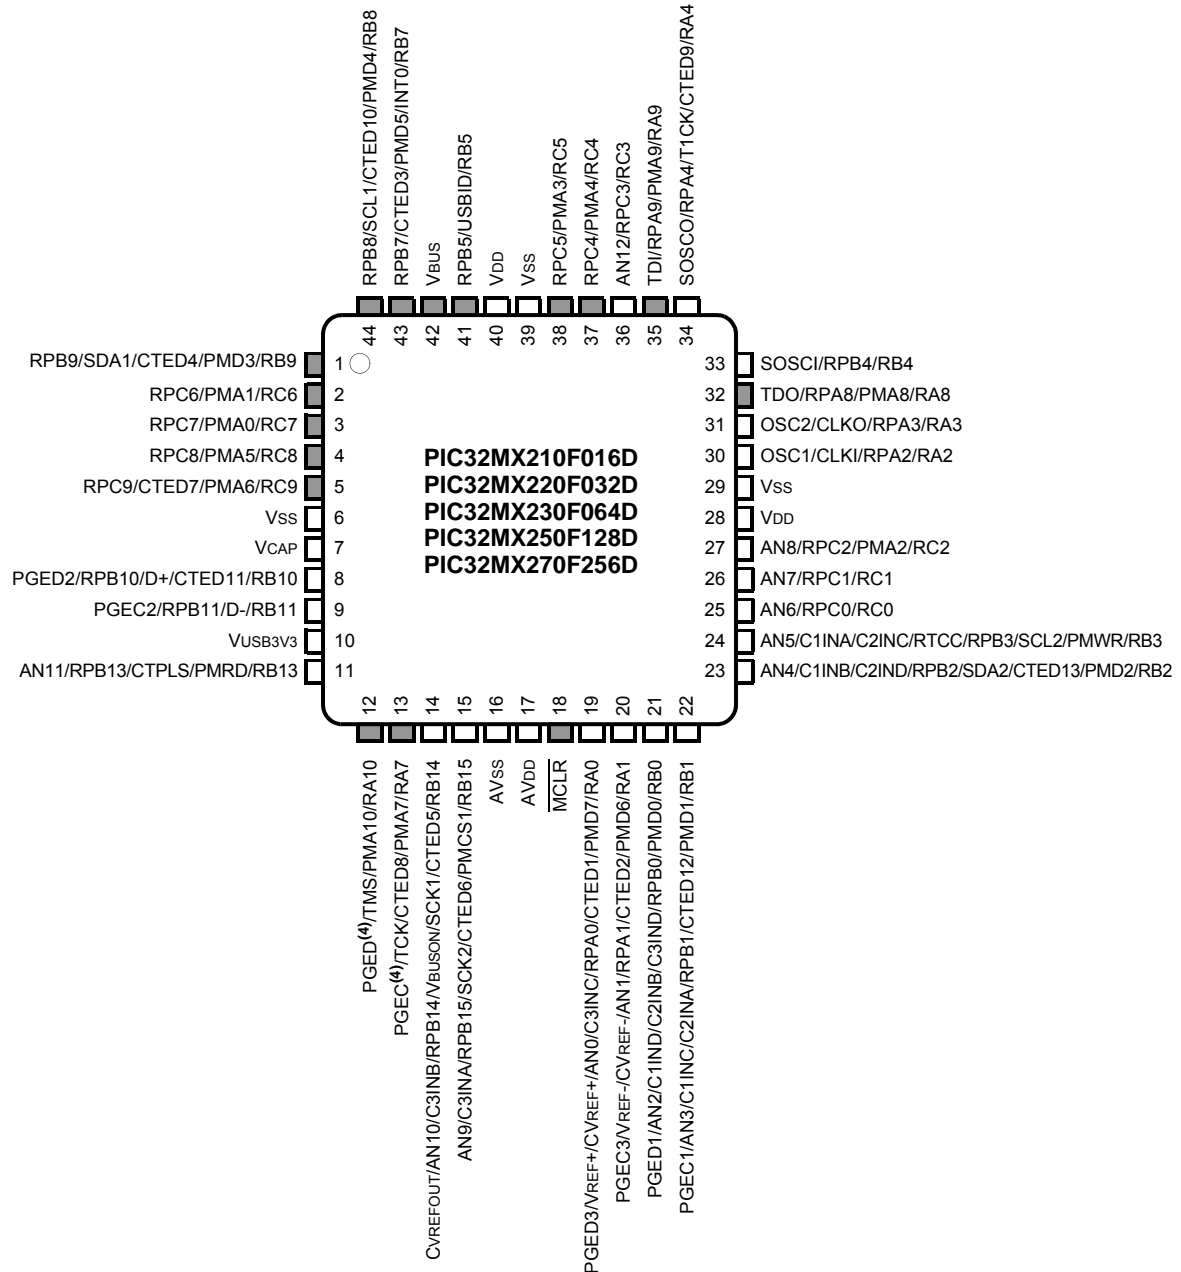 RPB8/SCL1/CTED10/PMD4/RB8
RPB7/CTED3/PMD5/INT0/RB7
VBUS
RPB5/USBID/RB5
VDD
VSS
RPC5/PMA3/RC5
RPC4/PMA4/RC4
AN12/RPC3/RC3
TDI/RPA9/PMA9/RA9
SOSCO/RPA4/T1CK/CTED9/RA4
44
43
42
41
40
39
38
37
36
35
34
RPB9/SDA1/CTED4/PMD3/RB9 1
RPC6/PMA1/RC6 2
RPC7/PMA0/RC7 3
RPC8/PMA5/RC8 4
RPC9/CTED7/PMA6/RC9 5
VSS 6
VCAP 7
PGED2/RPB10/D+/CTED11/RB10 8
PGEC2/RPB11/D-/RB11 9
VUSB3V3 10
AN11/RPB13/CTPLS/PMRD/RB13 11
PIC32MX210F016D
PIC32MX220F032D
PIC32MX230F064D
PIC32MX250F128D
PIC32MX270F256D
33 SOSCI/RPB4/RB4
32 TDO/RPA8/PMA8/RA8
31 OSC2/CLKO/RPA3/RA3
30 OSC1/CLKI/RPA2/RA2
29 VSS
28 VDD
27 AN8/RPC2/PMA2/RC2
26 AN7/RPC1/RC1
25 AN6/RPC0/RC0
24 AN5/C1INA/C2INC/RTCC/RPB3/SCL2/PMWR/RB3
23 AN4/C1INB/C2IND/RPB2/SDA2/CTED13/PMD2/RB2
12
13
14
15
16
17
18
19
20
21
22
PGED(4)/TMS/PMA10/RA10
PGEC(4)/TCK/CTED8/PMA7/RA7
CVREFOUT/AN10/C3INB/RPB14/VBUSON/SCK1/CTED5/RB14
AN9/C3INA/RPB15/SCK2/CTED6/PMCS1/RB15
AVSS
AVDD
MCLR
PGED3/VREF+/CVREF+/AN0/C3INC/RPA0/CTED1/PMD7/RA0
PGEC3/VREF-/CVREF-/AN1/RPA1/CTED2/PMD6/RA1
PGED1/AN2/C1IND/C2INB/C3IND/RPB0/PMD0/RB0
PGEC1/AN3/C1INC/C2INA/RPB1/CTED12/PMD1/RB1